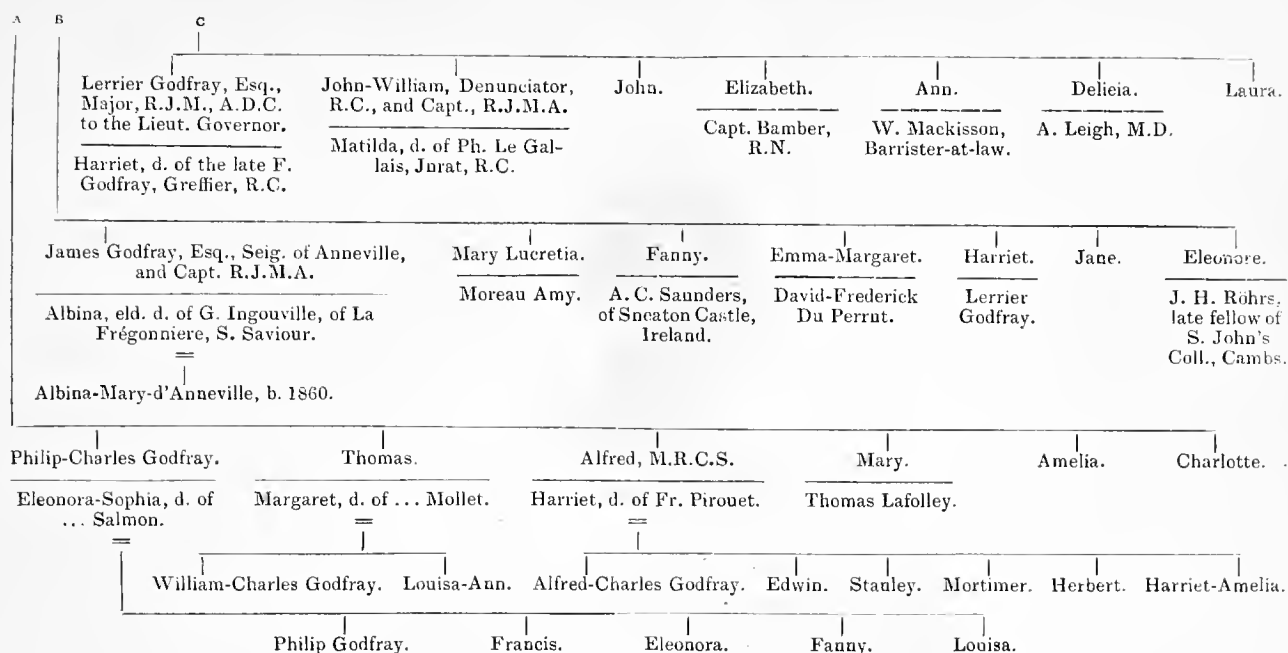 A B C
Lerrier Godfray, Esq.,
Major, R.J.M., A.D.C.
to the Lieut. Governor.
Harriet, d. of the late F.
Godfray, Greffier, R.C.
John-William, Denunciator,
R.C., and Capt., R.J.M.A.
Matilda, d. of Ph. Le Gal-
lais, Jurat, R.C.
John.
Elizabeth.
Capt. Bamber,
R.N.
Ann.
W. Mackisson,
Barrister-at-law.
Delicia.
A. Leigh, M.D.
Laura.
James Godfray, Esq., Seig. of Anneville,
and Capt. R.J.M.A.
Albina, eld. d. of G. Ingouville, of La
Frégonniere, S. Saviour.
=
Albina-Mary-d'Anneville, b. 1860.
Mary Lucretia.
Moreau Amy.
Fanny.
A. C. Saunders,
of Sneaton Castle,
Ireland.
Emma-Margaret.
David-Frederick
Du Perrut.
Harriet.
Lerrier
Godfray.
Jane.
Eleonore.
J. H. Röhrs,
late fellow of
S. John's
Coll., Cambs.
Philip-Charles Godfray.
Eleonora-Sophia, d. of
... Salmon.
=
Thomas.
Margaret, d. of ... Mollet.
=
Alfred, M.R.C.S.
Harriet, d. of Fr. Pirouet.
=
Mary.
Thomas Lafolley.
Amelia.
Charlotte.
William-Charles Godfray. Louisa-Ann. Alfred-Charles Godfray. Edwin. Stanley. Mortimer. Herbert. Harriet-Amelia.
Philip Godfray. Francis. Eleonora. Fanny. Louisa.